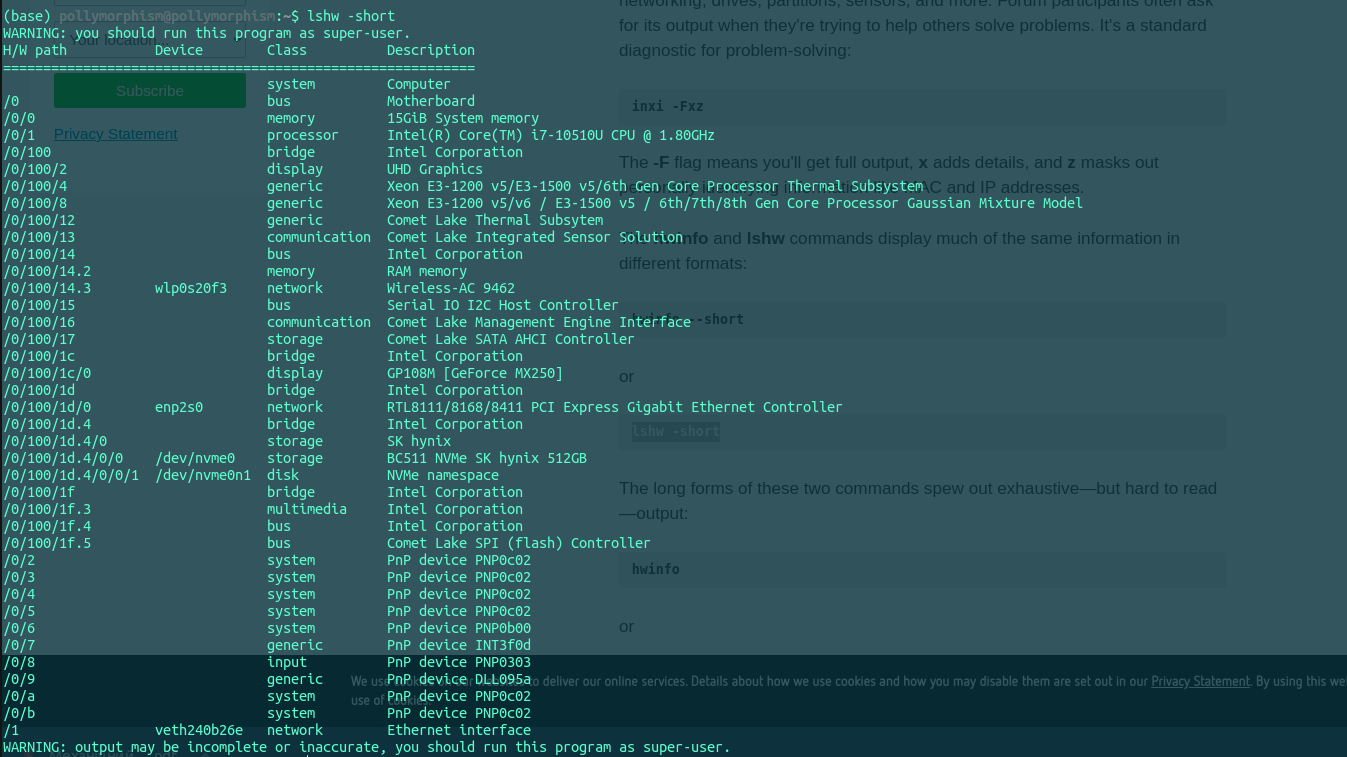 (base) pollymorphism@pollymorphism:~$ lshw -short
WARNING: you should run this program as super-user.
H/W path Device Class Description
===========================================================
system Computer
/0 bus Motherboard
/0/0 memory 15GiB System memory
/0/1 processor Intel(R) Core(TM) i7-10510U CPU @ 1.80GHz
/0/100 bridge Intel Corporation
/0/100/2 display UHD Graphics
/0/100/4 generic Xeon E3-1200 v5/E3-1500 v5/6th Gen Core Processor Thermal Subsystem
/0/100/8 generic Xeon E3-1200 v5/v6 / E3-1500 v5 / 6th/7th/8th Gen Core Processor Gaussian Mixture Model
/0/100/12 generic Comet Lake Thermal Subsytem
/0/100/13 communication Comet Lake Integrated Sensor Solution
/0/100/14 bus Intel Corporation
/0/100/14.2 memory RAM memory
/0/100/14.3 wlp0s20f3 network Wireless-AC 9462
/0/100/15 bus Serial IO I2C Host Controller
/0/100/16 communication Comet Lake Management Engine Interface
/0/100/17 storage Comet Lake SATA AHCI Controller
/0/100/1c bridge Intel Corporation
/0/100/1c/0 display GP108M [GeForce MX250]
/0/100/1d bridge Intel Corporation
/0/100/1d/0 enp2s0 network RTL8111/8168/8411 PCI Express Gigabit Ethernet Controller
/0/100/1d.4 bridge Intel Corporation
/0/100/1d.4/0 storage SK hynix
/0/100/1d.4/0/0 /dev/nvme0 storage BC511 NVMe SK hynix 512GB
/0/100/1d.4/0/0/1 /dev/nvme0n1 disk NVMe namespace
/0/100/1f bridge Intel Corporation
/0/100/1f.3 multimedia Intel Corporation
/0/100/1f.4 bus Intel Corporation
/0/100/1f.5 bus Comet Lake SPI (flash) Controller
/0/2 system PnP device PNP0c02
/0/3 system PnP device PNP0c02
/0/4 system PnP device PNP0c02
/0/5 system PnP device PNP0c02
/0/6 system PnP device PNP0b00
/0/7 generic PnP device INT3f0d
/0/8 input PnP device PNP0303
/0/9 generic PnP device DLL095a
/0/a system PnP device PNP0c02
/0/b system PnP device PNP0c02
/1 veth240b26e network Ethernet interface
WARNING: output may be incomplete or inaccurate, you should run this program as super-user.
Your location
Subscribe
Privacy Statement
networking, drives, partitions, sensors, and more. Forum participants often ask
for its output when they're trying to help others solve problems. It's a standard
diagnostic for problem-solving:
inxi -Fxz
The -F flag means you'll get full output, x adds details, and z masks out
MAC and IP addresses.
and lshw commands display much of the same information in
different formats:
hwinfo --short
or
lshw -short
The long forms of these two commands spew out exhaustive—but hard to read
—output:
hwinfo
or
We use to deliver our online services. Details about how we use cookies and how you may disable them are set out in our Privacy Statement. By using this we
use of cookies.